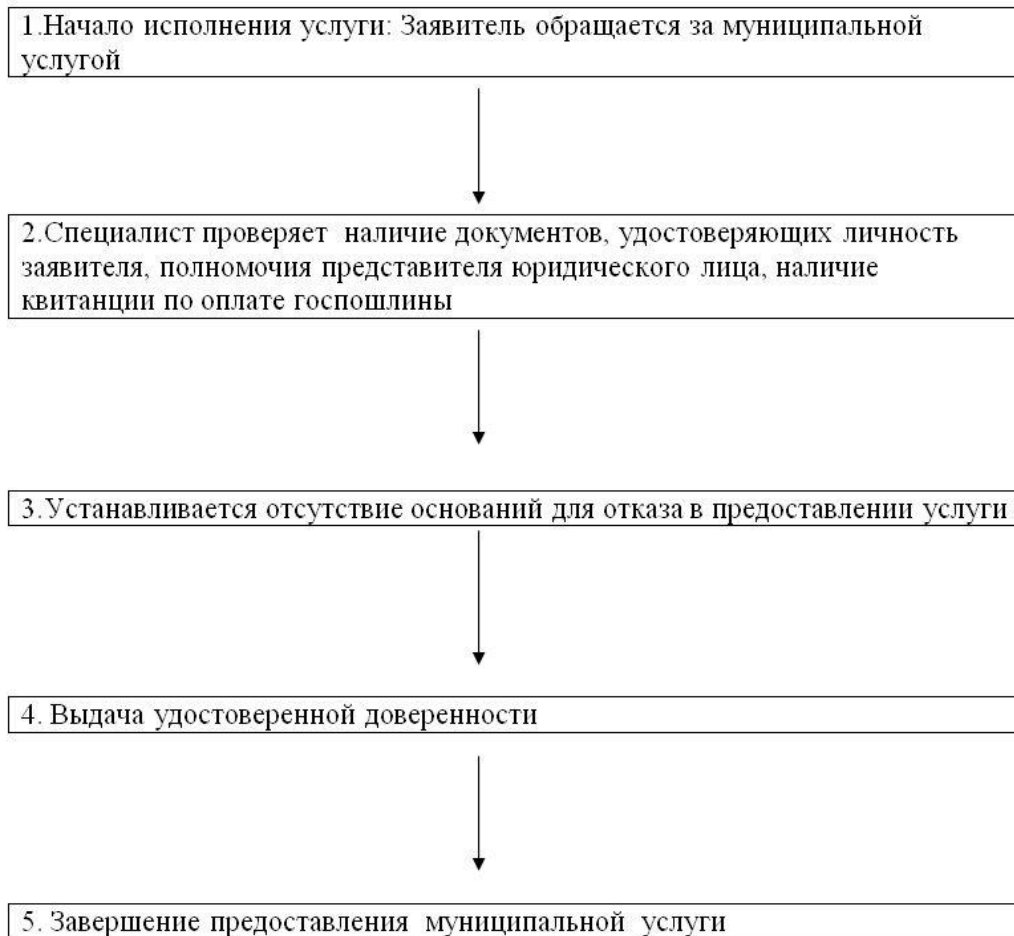 1.Начало исполнения услуги: Заявитель обращается за муниципальной
услугой
2.Специалист проверяет наличие документов, удостоверяющих личность
заявителя, полномочия представителя юридического лица, наличие
квитанции по оплате госпошлины
3.Устанавливается отсутствие оснований для отказа в предоставлении услуги
4. Выдача удостоверенной доверенности
5. Завершение предоставления муниципальной услуги